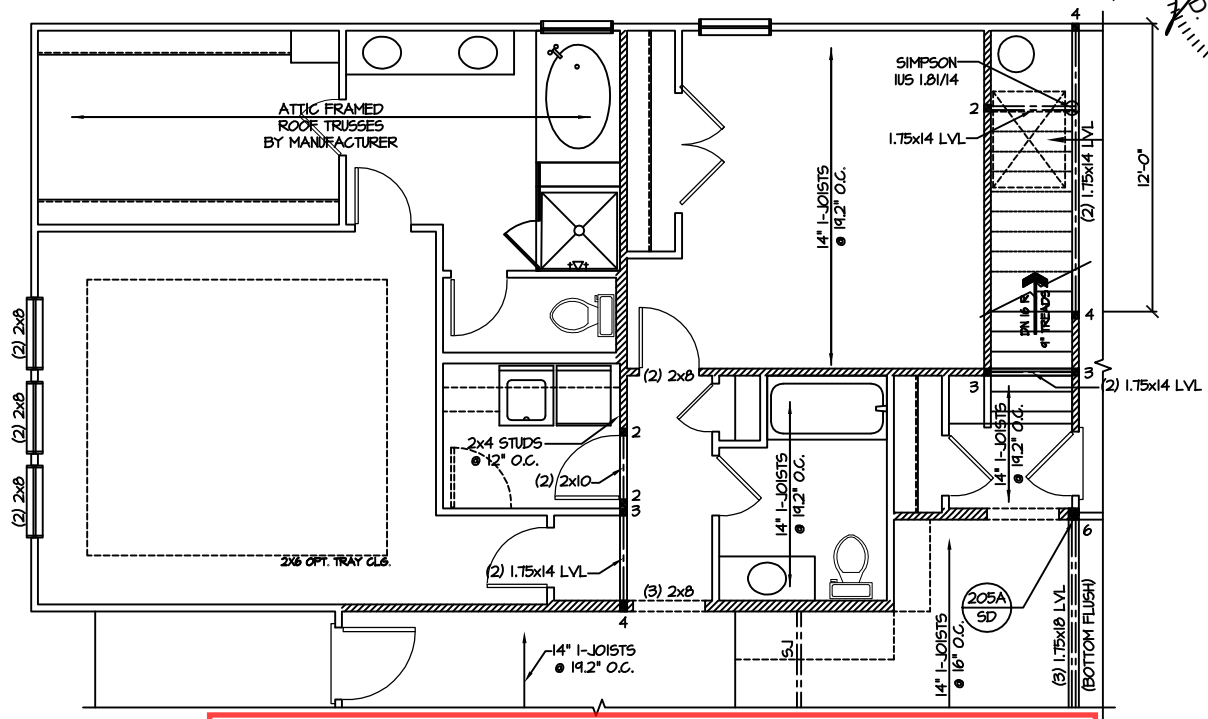 4
D.
SIMPSON
IUS 1.81/14
2
1.75x14 LVL
(2) 1.75x14 LVL
12'-0"
ATTIC FRAMED
ROOF TRUSSES
BY MANUFACTURER
14" I-JOISTS
@ 19.2" O.C.
DN 16 R
9" TREADS
4
(2) 2x8
(2) 2x8
(2) 2x8
(2) 2x8
3
3
(2) 1.75x14 LVL
2x4 STUDS
@ 12" O.C.
2
(2) 2x10
2
3
14" I-JOISTS
@ 19.2" O.C.
14" I-JOISTS
@ 19.2" O.C.
2X6 OPT. TRAY CLG.
(2) 1.75x14 LVL
(3) 2x8
4
6
205A
SD
14" I-JOISTS
@ 19.2" O.C.
SJ
14" I-JOISTS
@ 16" O.C.
(3) 1.75x18 LVL
(BOTTOM FLUSH)